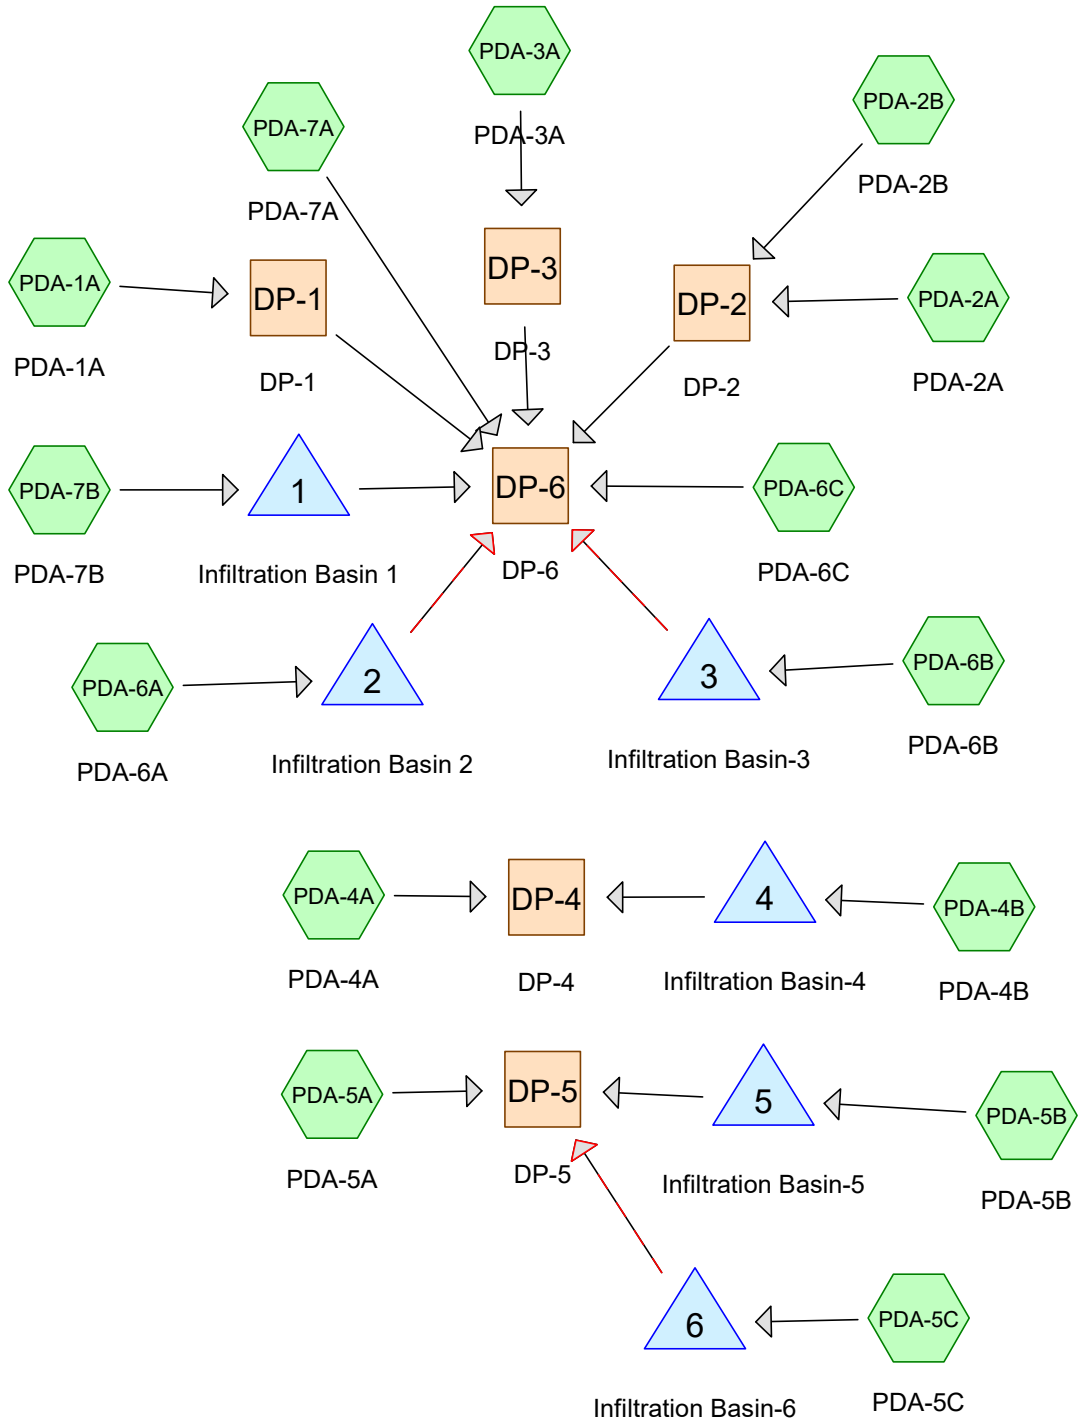 PDA-3A
PDA-3A
PDA-7A
PDA-7A
PDA-2B
PDA-2B
PDA-1A
PDA-1A
DP-1
DP-1
DP-3
DP-3
DP-2
DP-2
PDA-2A
PDA-2A
PDA-7B
PDA-7B
1
Infiltration Basin 1
DP-6
DP-6
PDA-6C
PDA-6C
PDA-6A
PDA-6A
2
Infiltration Basin 2
3
Infiltration Basin-3
PDA-6B
PDA-6B
PDA-4A
PDA-4A
DP-4
DP-4
4
Infiltration Basin-4
PDA-4B
PDA-4B
PDA-5A
PDA-5A
DP-5
DP-5
5
Infiltration Basin-5
PDA-5B
PDA-5B
6
Infiltration Basin-6
PDA-5C
PDA-5C